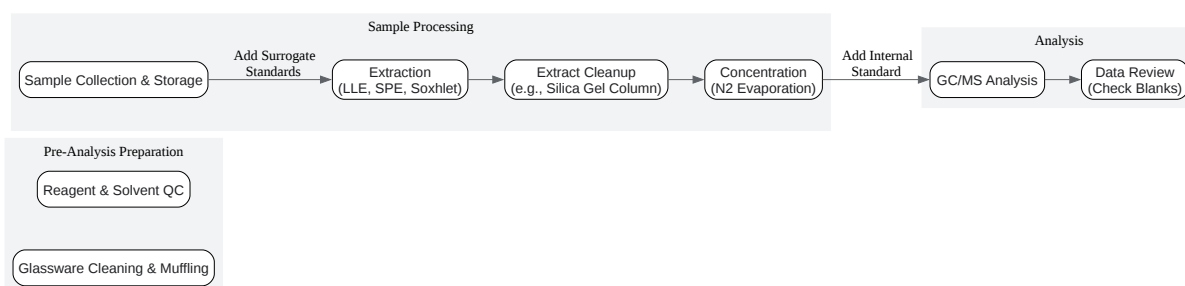 Sample Processing
Analysis
Sample Collection & Storage
Add Surrogate
Standards
Extraction
(LLE, SPE, Soxhlet)
Extract Cleanup
(e.g., Silica Gel Column)
Concentration
(N2 Evaporation)
Add Internal
Standard
GC/MS Analysis
Data Review
(Check Blanks)
Pre-Analysis Preparation
Reagent & Solvent QC
Glassware Cleaning & Muffling